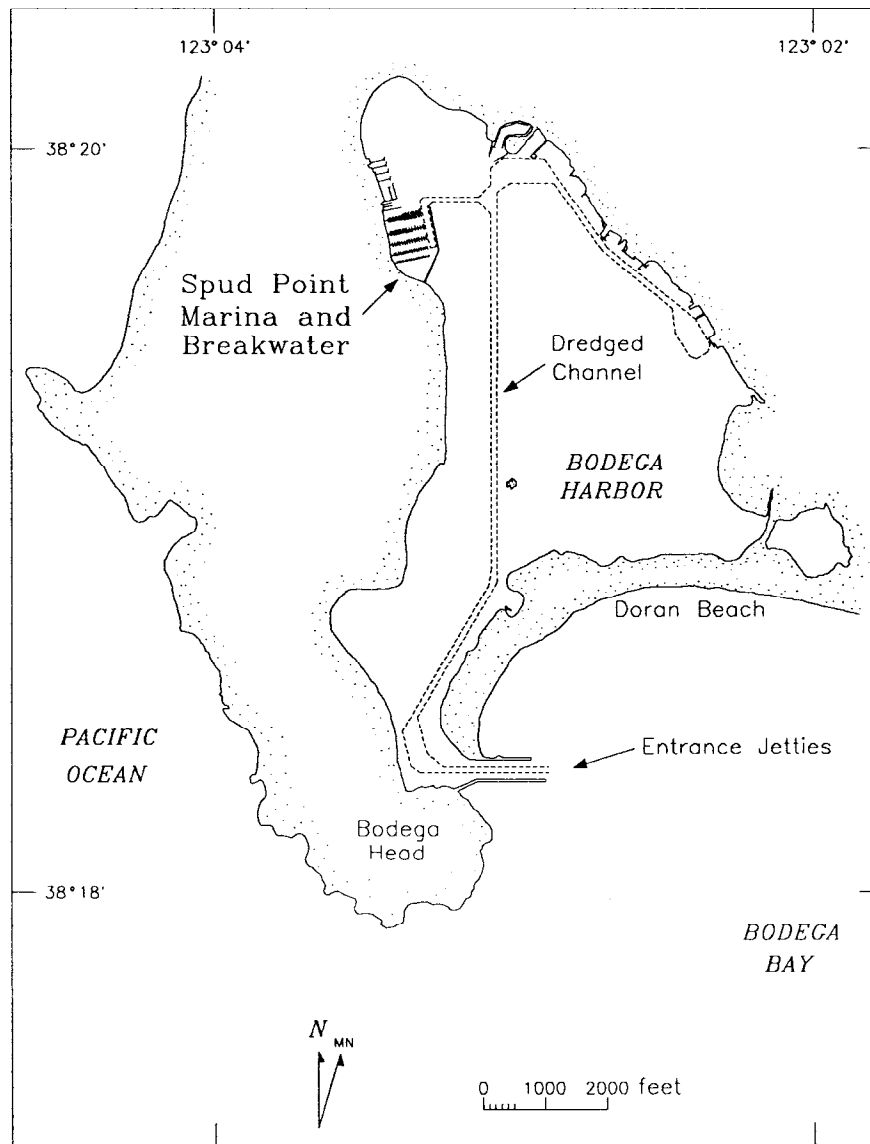 123° 04'
123° 02'
38° 20'
Spud Point
Marina and
Breakwater
Dredged
Channel
BODEGA
HARBOR
Doran Beach
PACIFIC
OCEAN
Entrance Jetties
Bodega
Head
38° 18'
BODEGA
BAY
N
MN
0 1000 2000 feet